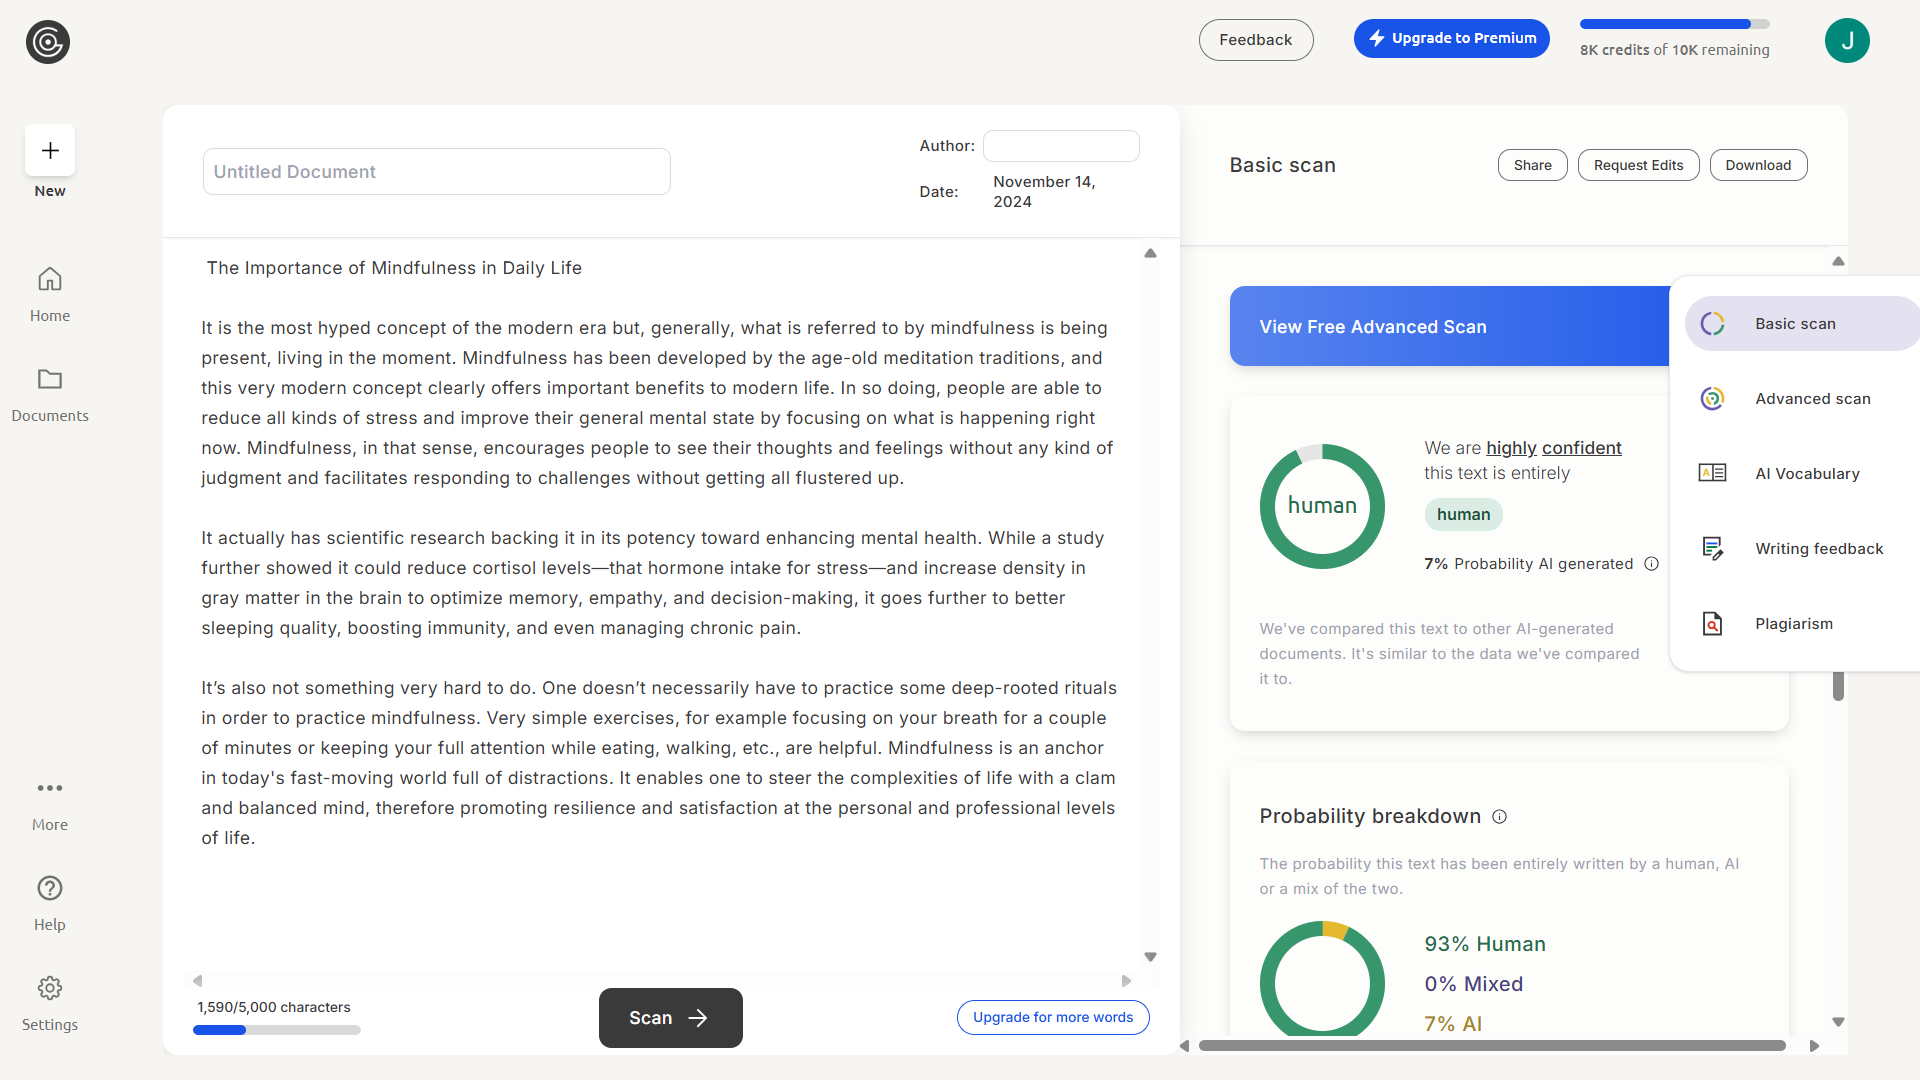 Feedback
Upgrade to Premium
8K credits of 10K remaining
J
New
Home
Documents
More
Help
Settings
Untitled Document
Author:
Date:
November 14,
2024
The Importance of Mindfulness in Daily Life
It is the most hyped concept of the modern era but, generally, what is referred to by mindfulness is being
present, living in the moment. Mindfulness has been developed by the age-old meditation traditions, and
this very modern concept clearly offers important benefits to modern life. In so doing, people are able to
reduce all kinds of stress and improve their general mental state by focusing on what is happening right
now. Mindfulness, in that sense, encourages people to see their thoughts and feelings without any kind of
judgment and facilitates responding to challenges without getting all flustered up.
It actually has scientific research backing it in its potency toward enhancing mental health. While a study
further showed it could reduce cortisol levels—that hormone intake for stress—and increase density in
gray matter in the brain to optimize memory, empathy, and decision-making, it goes further to better
sleeping quality, boosting immunity, and even managing chronic pain.
It’s also not something very hard to do. One doesn’t necessarily have to practice some deep-rooted rituals
in order to practice mindfulness. Very simple exercises, for example focusing on your breath for a couple
of minutes or keeping your full attention while eating, walking, etc., are helpful. Mindfulness is an anchor
in today's fast-moving world full of distractions. It enables one to steer the complexities of life with a clam
and balanced mind, therefore promoting resilience and satisfaction at the personal and professional levels
of life.
1,590/5,000 characters
Scan
Upgrade for more words
Basic scan
Share
Request Edits
Download
View Free Advanced Scan
human
We are highly confident
this text is entirely
human
7% Probability AI generated
We've compared this text to other AI-generated
documents. It's similar to the data we've compared
it to.
Probability breakdown
The probability this text has been entirely written by a human, AI
or a mix of the two.
93% Human
0% Mixed
7% AI
Basic scan
Advanced scan
A
AI Vocabulary
Writing feedback
Plagiarism